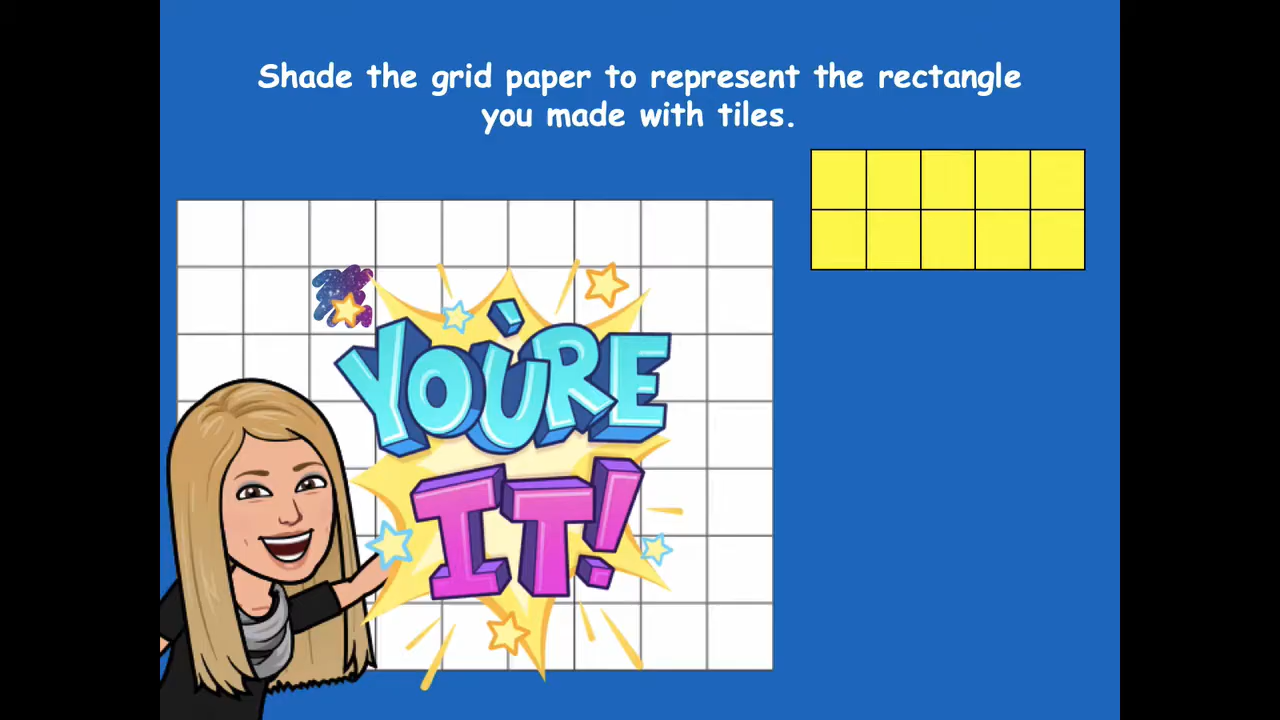 Shade the grid paper to represent the rectangle
you made with tiles.
YOU'RE
IT!